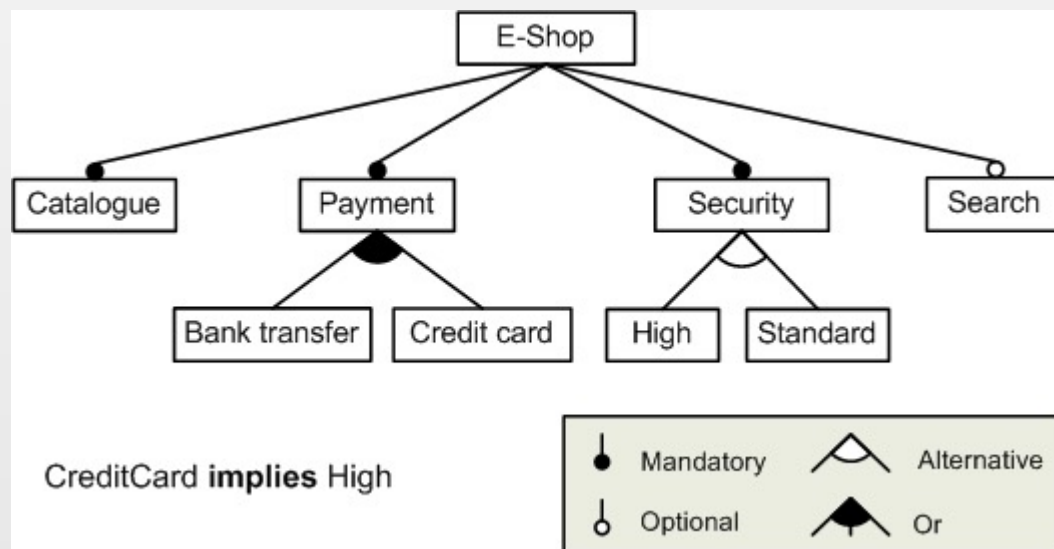 E-Shop
Catalogue
Payment
Security
Search
Bank transfer
Credit card
High
Standard
CreditCard implies High
Mandatory
Alternative
Optional
Or